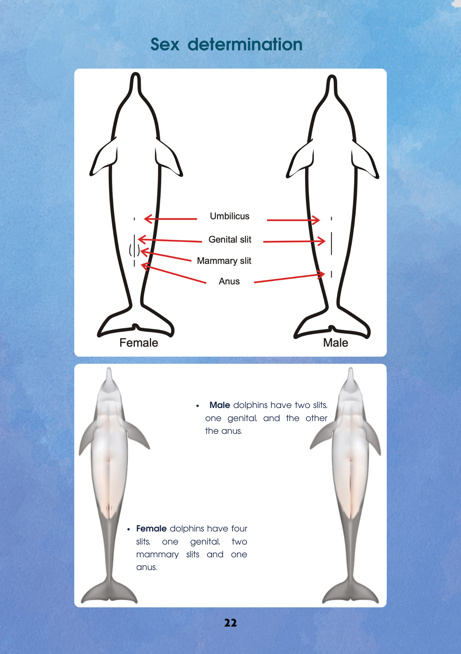 Sex determination
Umbilicus
Genital slit
Mammary slit
Anus
Female
Male
• Male dolphins have two slits,
one genital, and the other
the anus.
• Female dolphins have four
slits, one genital, two
mammary slits and one
anus.
22